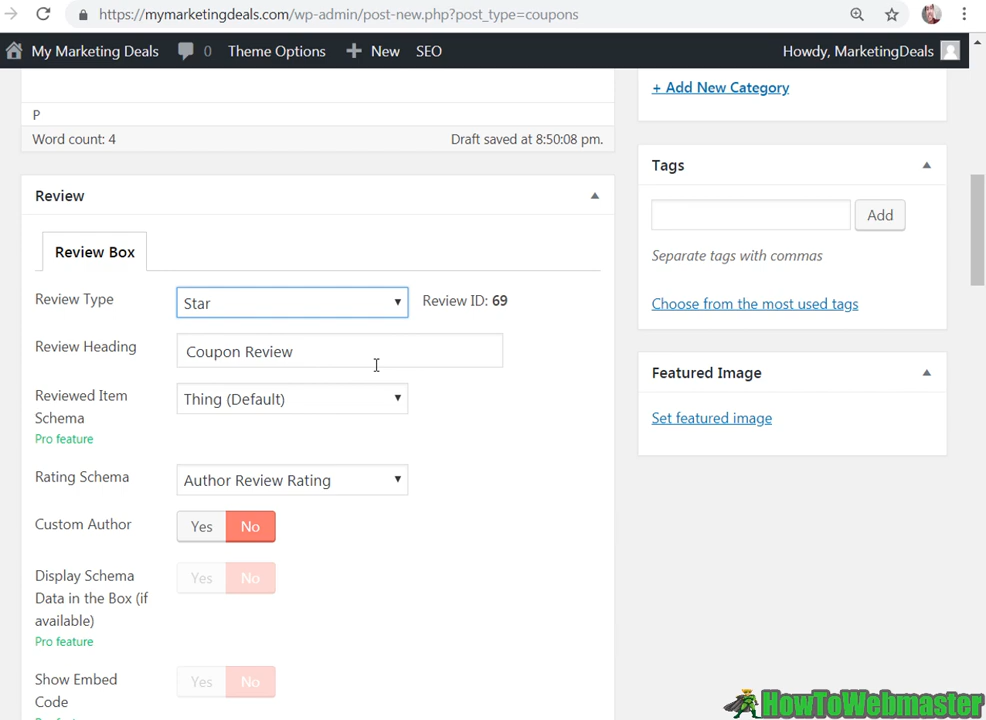 https://mymarketingdeals.com/wp-admin/post-new.php?post_type=coupons
My Marketing Deals 0 Theme Options New SEO Howdy, MarketingDeals
+ Add New Category
P
Word count: 4 Draft saved at 8:50:08 pm.
Review
Review Box
Review Type Star Review ID: 69
Review Heading Coupon Review
Reviewed Item
Schema
Thing (Default)
Pro feature
Rating Schema Author Review Rating
Custom Author Yes No
Display Schema
Data in the Box (if
available)
Yes No
Pro feature
Show Embed
Code
Yes No
Tags
Add
Separate tags with commas
Choose from the most used tags
Featured Image
Set featured image
HowToWebmaster